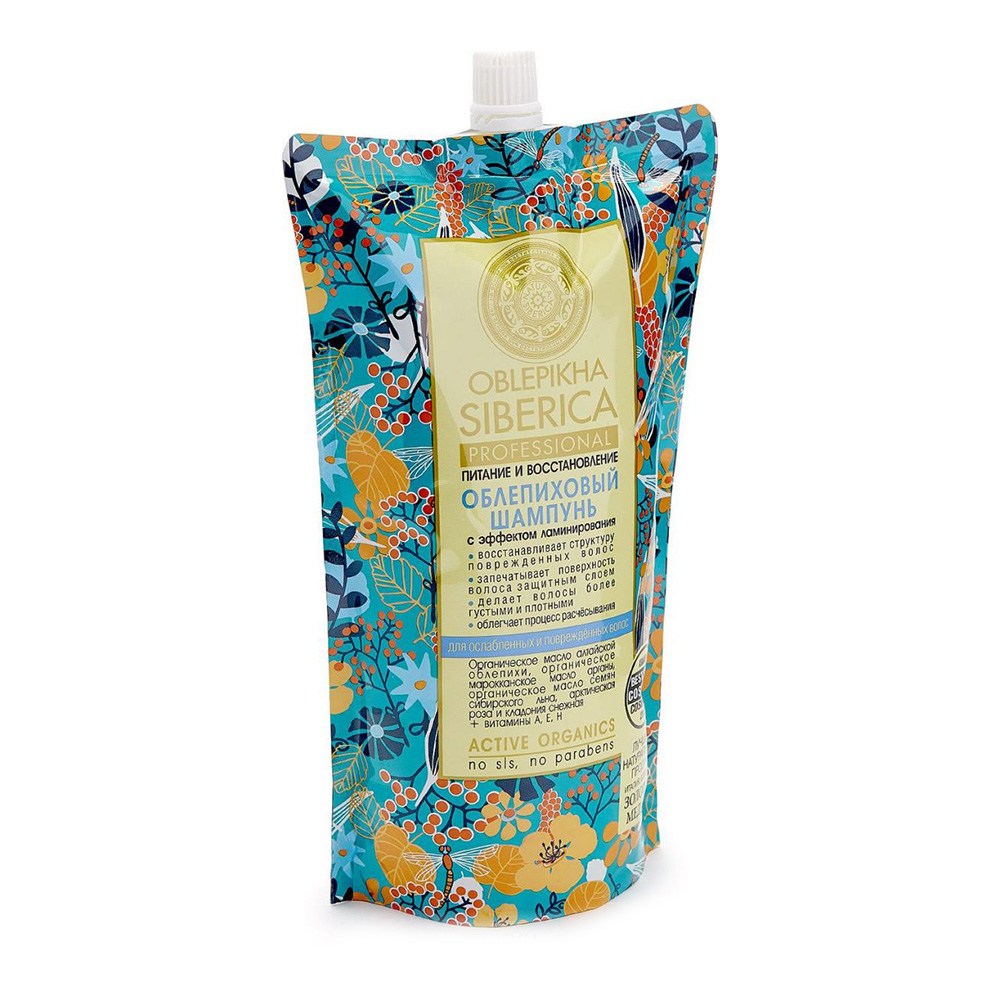 NATURA SIBERICA
OBLEPIKHA
SIBERICA
PROFESSIONAL
ПИТАНИЕ И ВОССТАНОВЛЕНИЕ
ОБЛЕПИХОВЫЙ
ШАМПУНЬ
с эффектом ламинирования
• восстанавливает структуру
поврежденных волос
• запечатывает поверхность
волоса защитным слоем
• делает волосы более
густыми и плотными
• облегчает процесс расчёсывания
для ослабленных и повреждённых волос
Органическое масло алтайской
облепихи, органическое
марокканское масло арганы,
органическое масло семян
сибирского льна, арктическая
роза и кладония снежная
+ витамины А, Е, Н
ACTIVE ORGANICS
no sls, no parabens